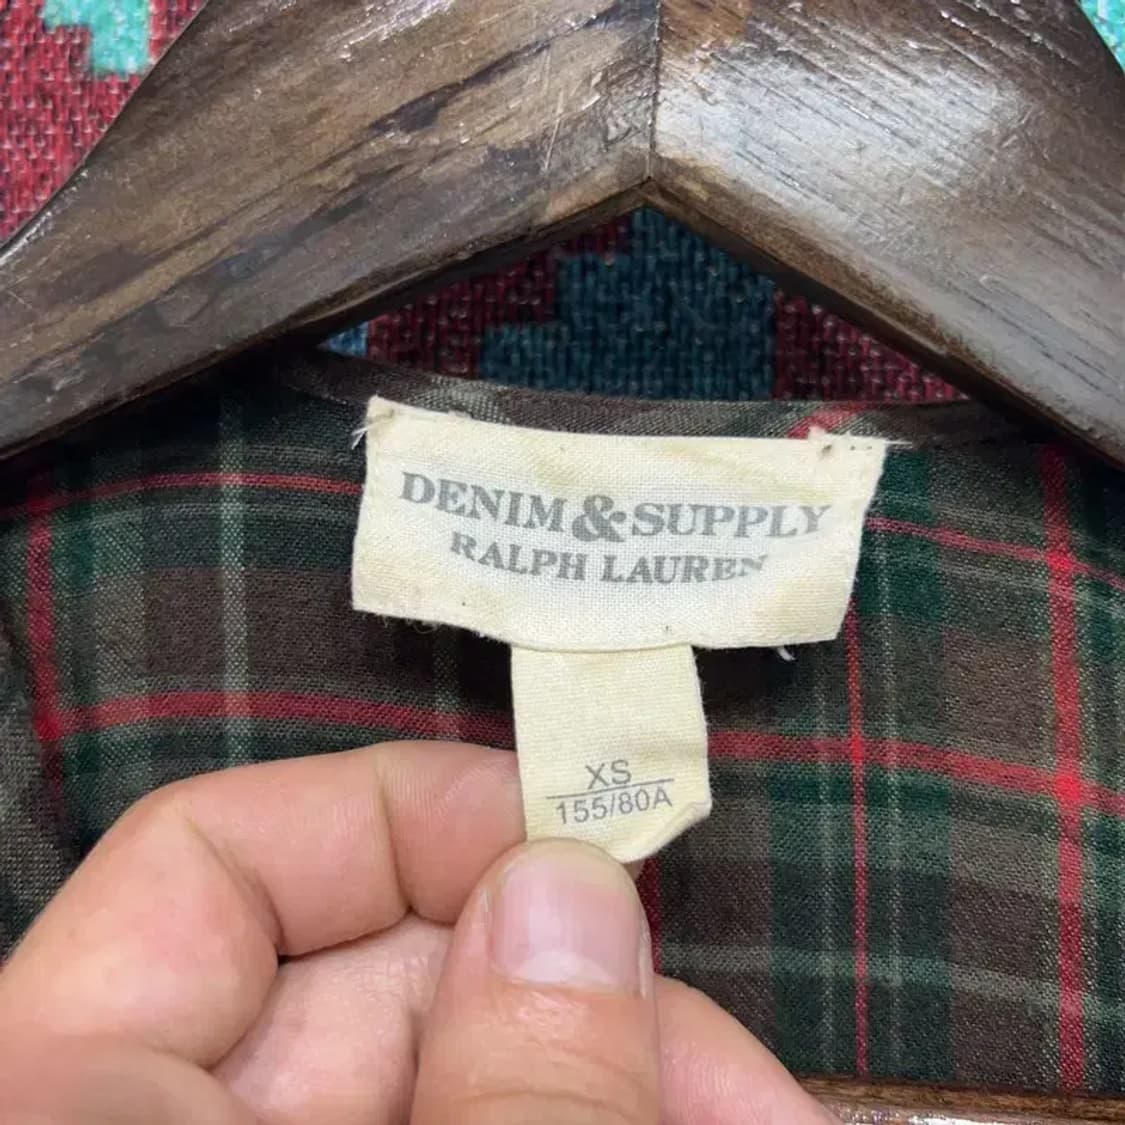 DENIM & SUPPLY
RALPH LAUREN
XS
155/80A